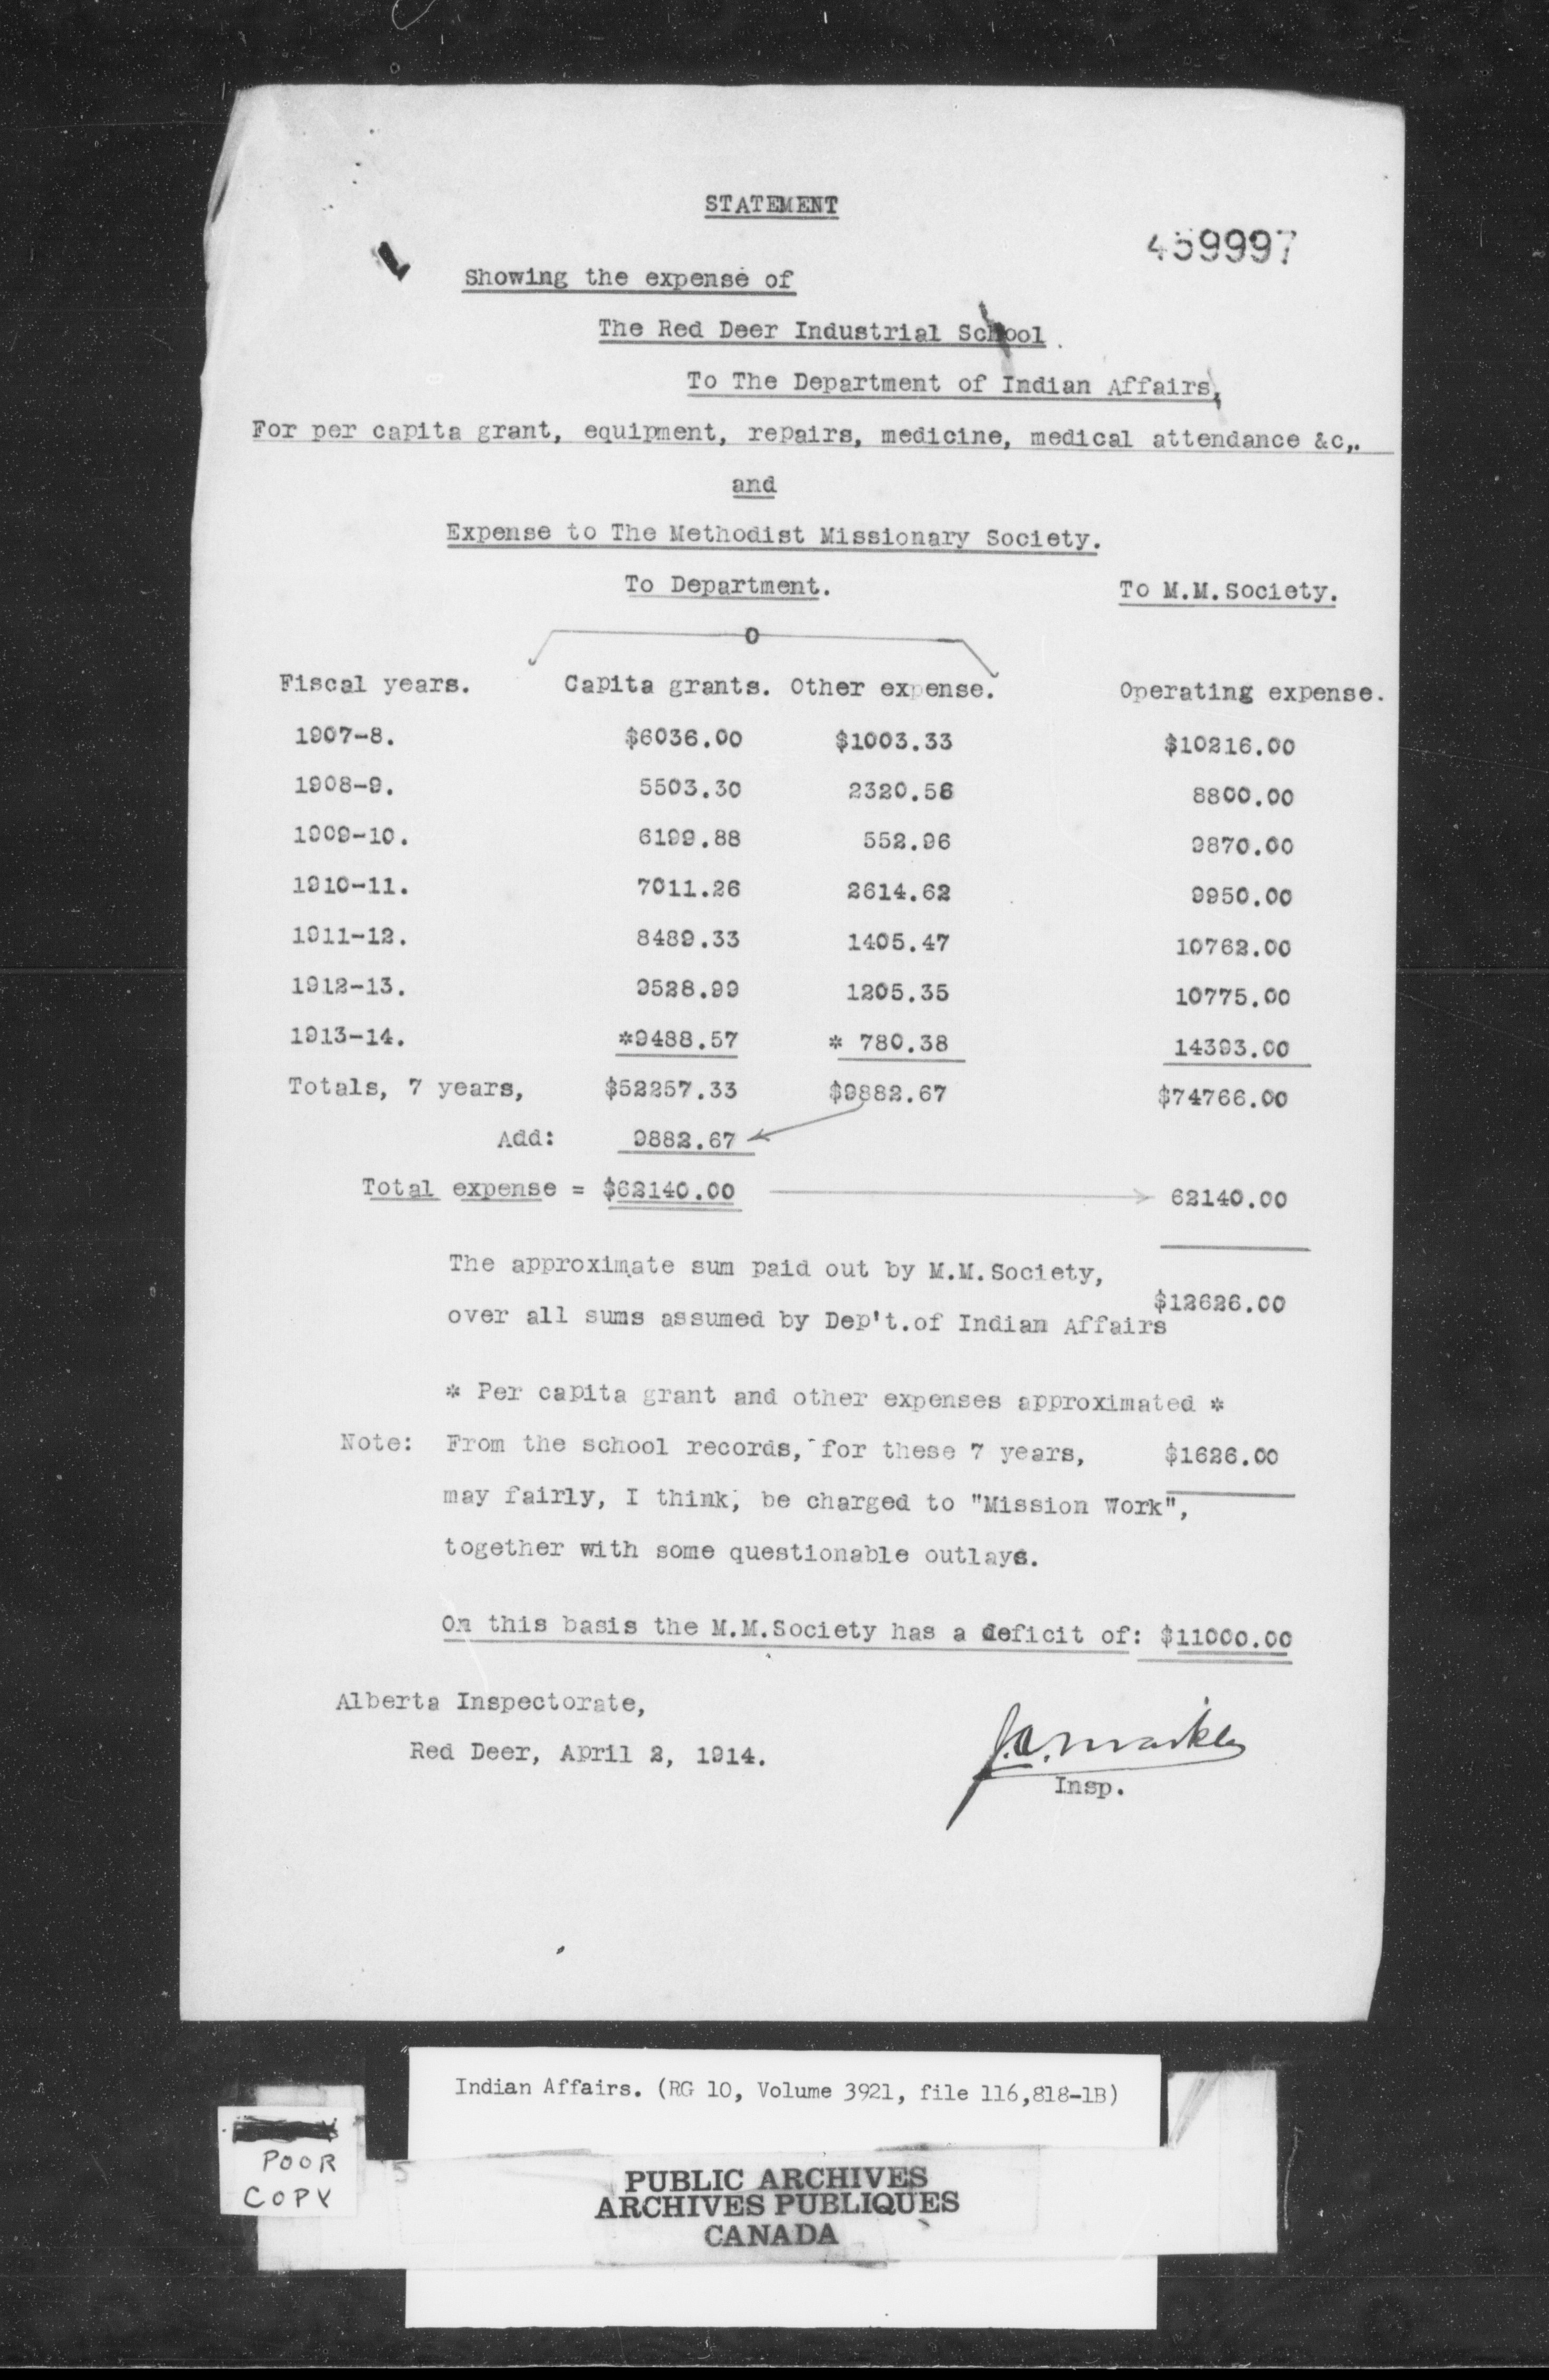 STATEMENT
459997
Showing the expense of
The Red Deer Industrial School.
To The Department of Indian Affairs,
For per capita grant, equipment, repairs, medicine, medical attendance &c,.
and
Expense to The Methodist Missionary Society.
To Department. To M.M.Society.
Fiscal years. Capita grants. Other expense. Operating expense.
1907-8. $6036.00 $1003.33 $10216.00
1908-9. 5503.30 2320.56 8800.00
1909-10. 6199.88 552.96 9870.00
1910-11. 7011.26 2614.62 9950.00
1911-12. 8489.33 1405.47 10762.00
1912-13. 9528.99 1205.35 10775.00
1913-14. *9488.57 * 780.38 14393.00
Totals, 7 years, $52257.33 $9882.67 $74766.00
Add: 9882.67
Total expense = $62140.00 62140.00
The approximate sum paid out by M.M.Society,
over all sums assumed by Dep't.of Indian Affairs $12626.00
* Per capita grant and other expenses approximated *
Note: From the school records, for these 7 years, $1626.00
may fairly, I think, be charged to "Mission Work",
together with some questionable outlays.
On this basis the M.M.Society has a deficit of: $11000.00
Alberta Inspectorate,
Red Deer, April 2, 1914.
J.A. Markle
Insp.
Indian Affairs. (RG 10, Volume 3921, file 116,818-1B)
POOR
COPY
PUBLIC ARCHIVES
ARCHIVES PUBLIQUES
CANADA